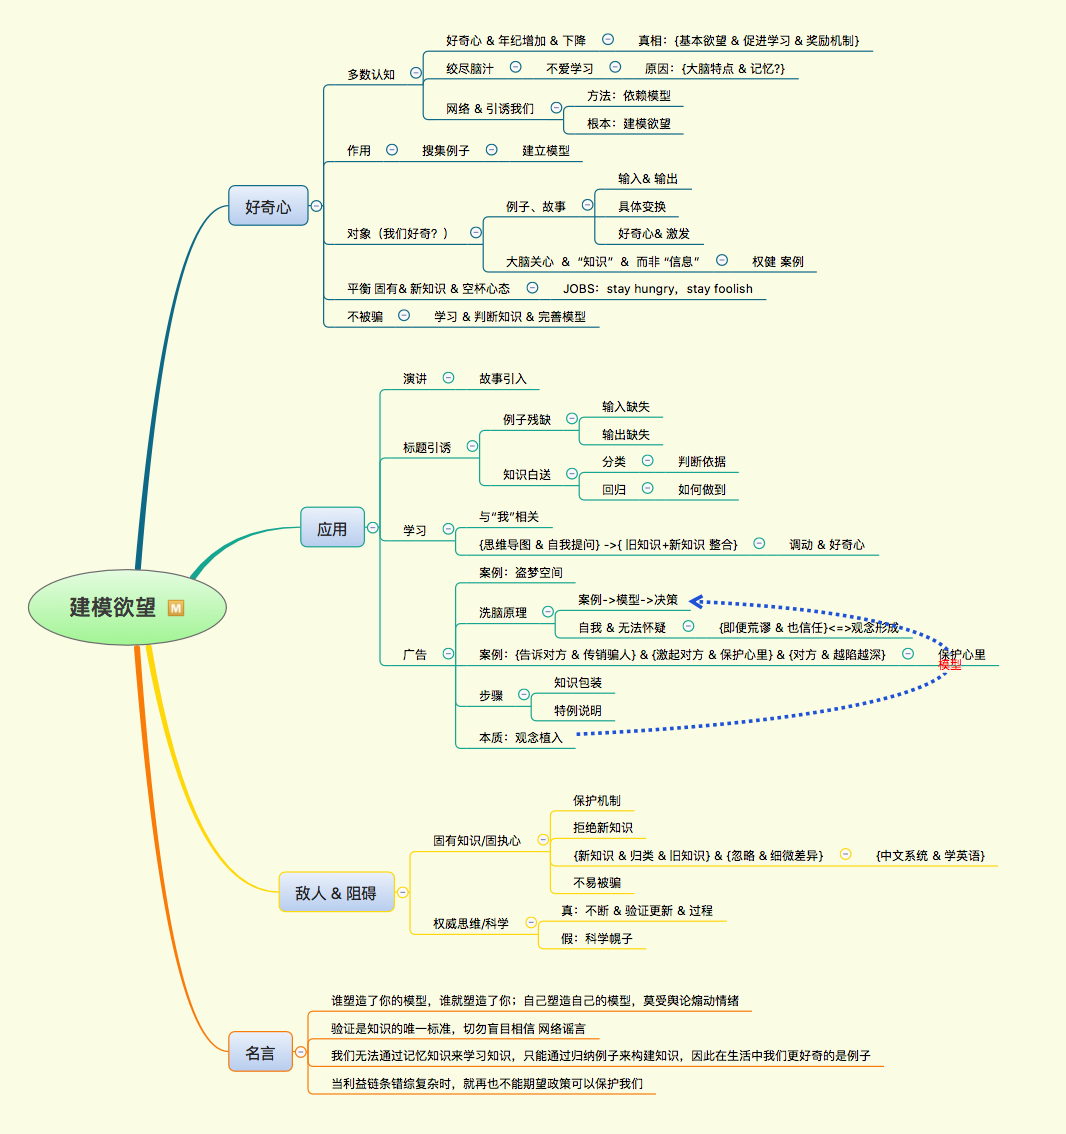 建模欲望 M
好奇心
多数认知
好奇心 & 年纪增加 & 下降
真相：{基本欲望 & 促进学习 & 奖励机制}
绞尽脑汁
不爱学习
原因：{大脑特点 & 记忆?}
网络 & 引诱我们
方法：依赖模型
根本：建模欲望
作用
搜集例子
建立模型
对象（我们好奇？）
例子、故事
输入& 输出
具体变换
好奇心& 激发
大脑关心 & “知识” & 而非 “信息”
权健 案例
平衡 固有& 新知识 & 空杯心态
JOBS：stay hungry，stay foolish
不被骗
学习 & 判断知识 & 完善模型
应用
演讲
故事引入
标题引诱
例子残缺
输入缺失
输出缺失
知识白送
分类
判断依据
回归
如何做到
学习
与“我”相关
{思维导图 & 自我提问} ->{ 旧知识+新知识 整合}
调动 & 好奇心
广告
案例：盗梦空间
洗脑原理
案例->模型->决策
自我 & 无法怀疑
{即便荒谬 & 也信任}<=>观念形成
案例：{告诉对方 & 传销骗人} & {激起对方 & 保护心里} & {对方 & 越陷越深}
保护心里
模型
步骤
知识包装
特例说明
本质：观念植入
敌人 & 阻碍
固有知识/固执心
保护机制
拒绝新知识
{新知识 & 归类 & 旧知识} & {忽略 & 细微差异}
{中文系统 & 学英语}
不易被骗
权威思维/科学
真：不断 & 验证更新 & 过程
假：科学幌子
名言
谁塑造了你的模型，谁就塑造了你；自己塑造自己的模型，莫受舆论煽动情绪
验证是知识的唯一标准，切勿盲目相信 网络谣言
我们无法通过记忆知识来学习知识，只能通过归纳例子来构建知识，因此在生活中我们更好奇的是例子
当利益链条错综复杂时，就再也不能期望政策可以保护我们